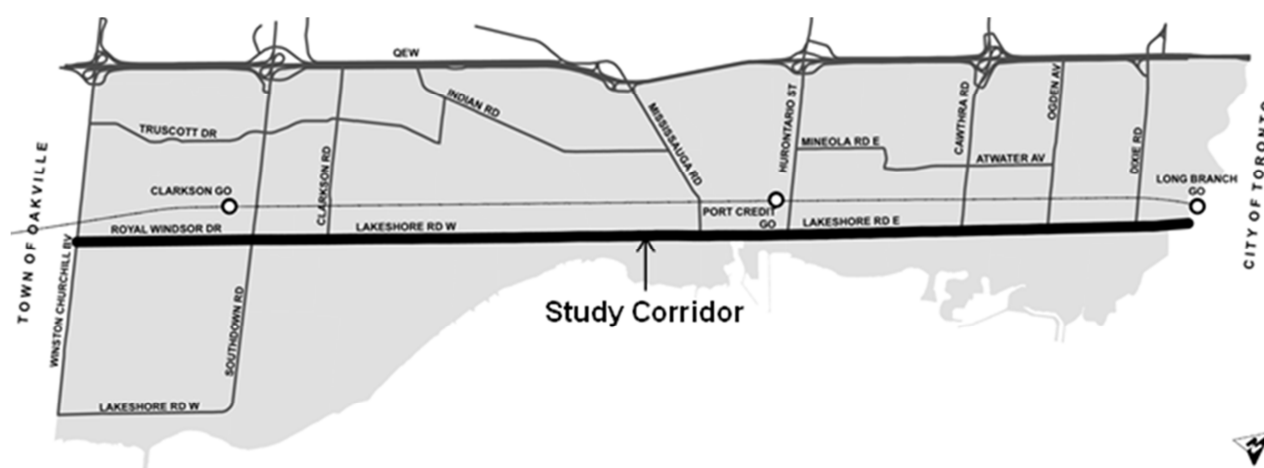 QEW
INDIAN RD
TRUSCOTT DR
MISSISSAUGA RD
HURONTARIO ST
CAWTHRA RD
OGDEN AV
MINEOLA RD E
ATWATER AV
DIXIE RD
CLARKSON RD
CLARKSON GO
LONG BRANCH
GO
PORT CREDIT
GO
ROYAL WINDSOR DR
LAKESHORE RD W
LAKESHORE RD E
TOWN OF OAKVILLE
CITY OF TORONTO
WINSTON CHURCHILL BV
SOUTHDOWN RD
Study Corridor
LAKESHORE RD W